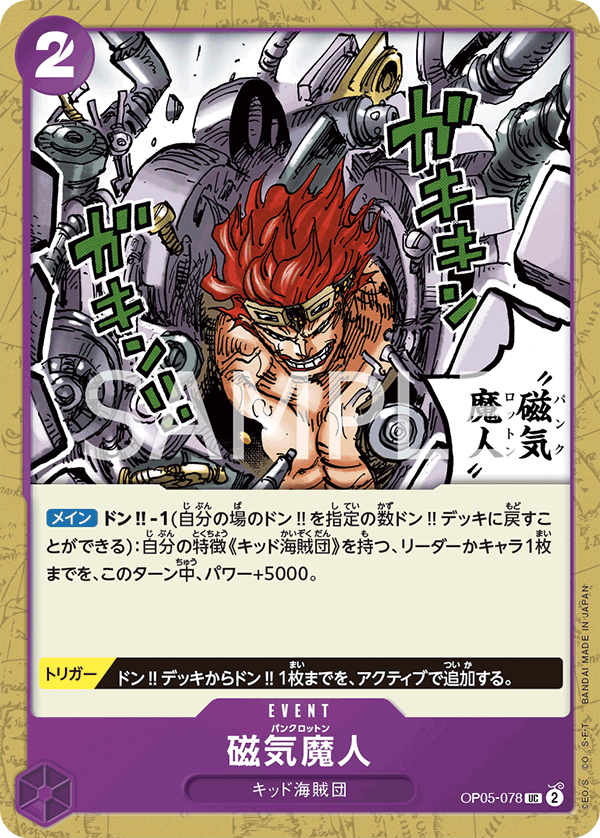 DLICHES EISMEER
2
ガキキン
ガキン!!!
SAMPLE
“磁気
パンク
魔人”
ロットン
メイン ドン!!-1(自分の場のドン!!を指定の数ドン!!デッキに戻すこ
とができる):自分の特徴《キッド海賊団》を持つ、リーダーかキャラ1枚
までを、このターン中、パワー+5000。
トリガー ドン!!デッキからドン!!1枚までを、アクティブで追加する。
EVENT
パンクロットン
磁気魔人
キッド海賊団
OP05-078 UC 2
©E.O/S. ©O. S-F-T BANDAI MADE IN JAPAN